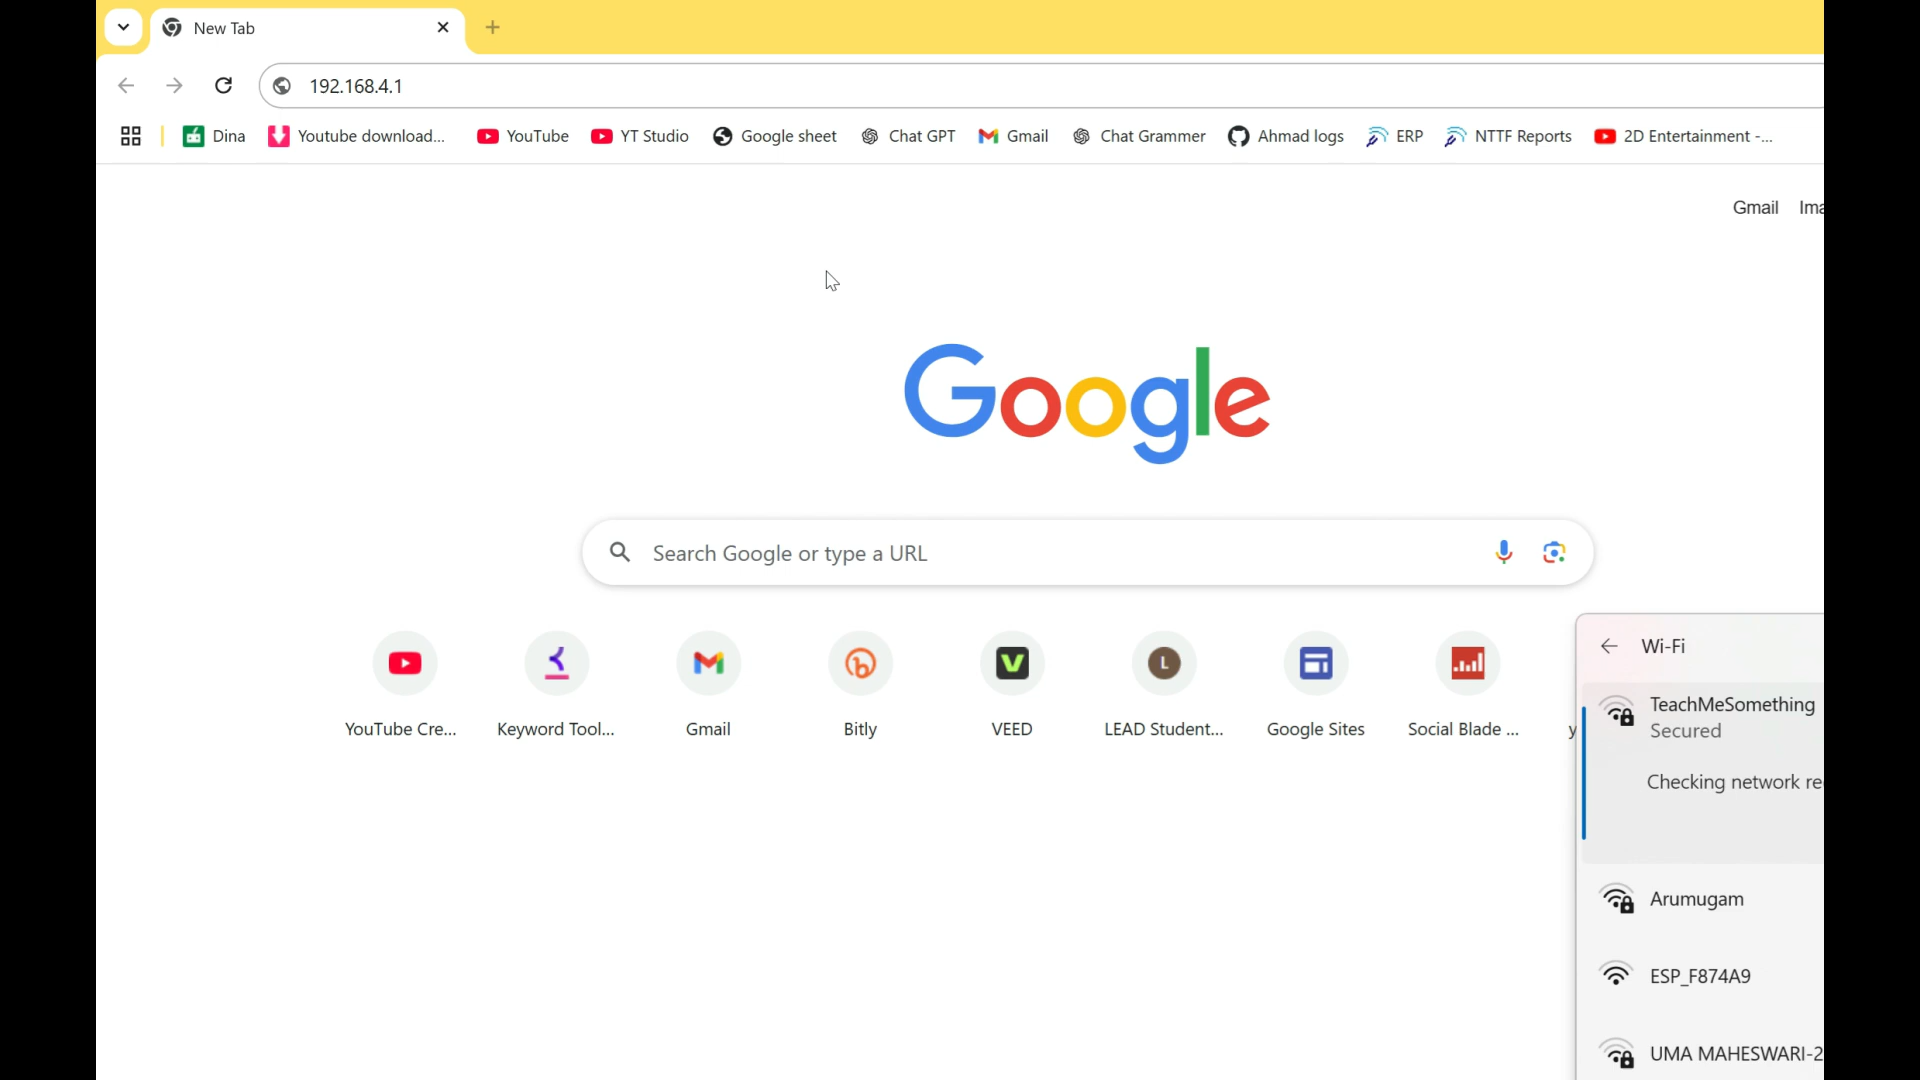 New Tab
192.168.4.1
Dina Youtube download... YouTube YT Studio Google sheet Chat GPT Gmail Chat Grammer Ahmad logs ERP NTTF Reports 2D Entertainment -...
Gmail Ima
Google
Search Google or type a URL
L
YouTube Cre... Keyword Tool... Gmail Bitly VEED LEAD Student... Google Sites Social Blade ... y
Wi-Fi
TeachMeSomething
Secured
Checking network re
Arumugam
ESP_F874A9
UMA MAHESWARI-2